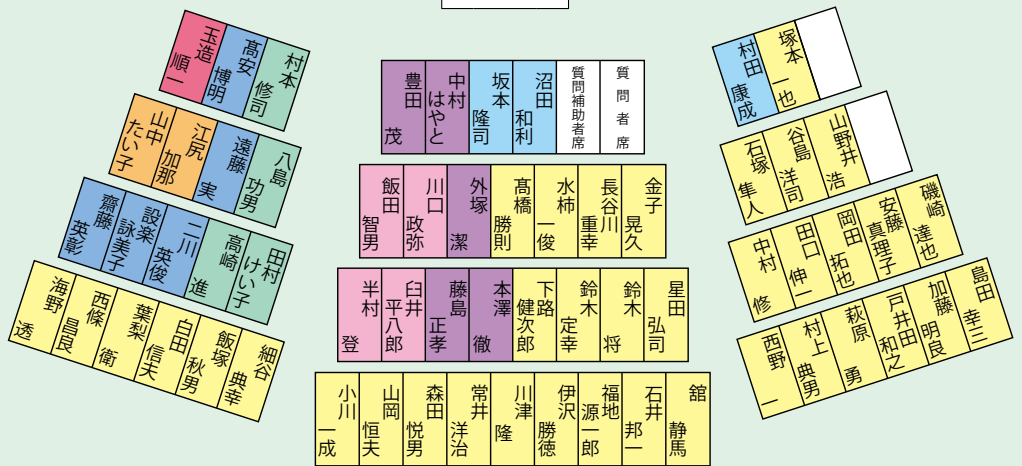 玉造 順一
髙安 博明
村本 修司
山中 たい子
江尻 加那
遠藤 実
八島 功男
齋藤 英彰
設楽 詠美子
二川 英俊
高崎 進
田村 けい子
海野 透
西條 昌良
葉梨 衛
白田 信夫
飯塚 秋男
細谷 典幸
豊田 茂
中村 はやと
坂本 隆司
沼田 和利
質問補助者席
質問者席
飯田 智男
川口 政弥
外塚 潔
髙橋 勝則
水柿 一俊
長谷川 重幸
金子 晃久
半村 登
臼井 平八郎
藤島 正孝
本澤 徹
下路 健次郎
鈴木 定幸
鈴木 将
星田 弘司
小川 一成
山岡 恒夫
森田 悦男
常井 洋治
川津 隆
伊沢 勝徳
福地 源一郎
石井 邦一
舘 静馬
村田 康成
塚本 一也
石塚 隼人
谷島 洋司
山野井 浩
中村 修
田口 伸一
岡田 拓也
安藤 真理子
磯崎 達也
西野 一
村上 典男
萩原 勇
戸井田 和之
加藤 明良
島田 幸三